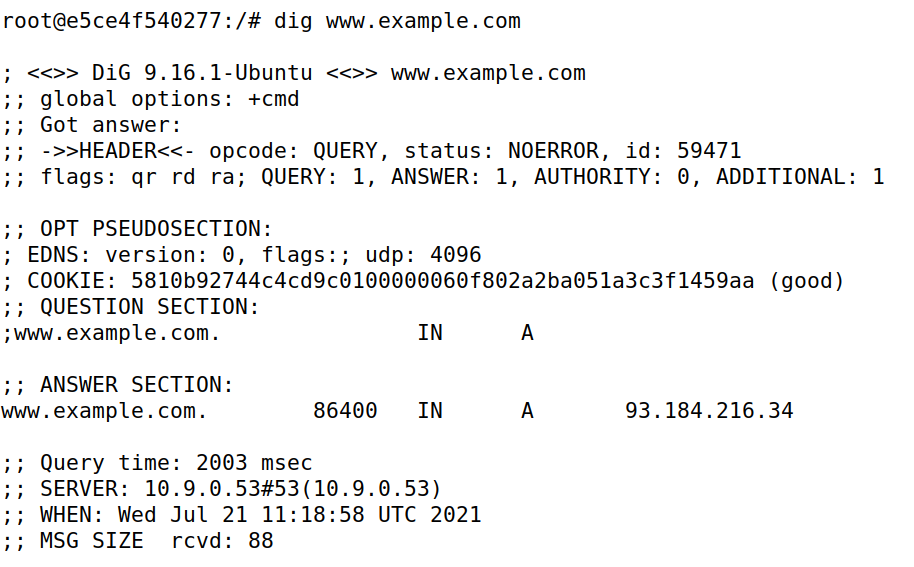 root@e5ce4f540277:/# dig www.example.com
; <<>> DiG 9.16.1-Ubuntu <<>> www.example.com
;; global options: +cmd
;; Got answer:
;; ->>HEADER<<- opcode: QUERY, status: NOERROR, id: 59471
;; flags: qr rd ra; QUERY: 1, ANSWER: 1, AUTHORITY: 0, ADDITIONAL: 1
;; OPT PSEUDOSECTION:
; EDNS: version: 0, flags:; udp: 4096
; COOKIE: 5810b92744c4cd9c0100000060f802a2ba051a3c3f1459aa (good)
;; QUESTION SECTION:
;www.example.com. IN A
;; ANSWER SECTION:
www.example.com. 86400 IN A 93.184.216.34
;; Query time: 2003 msec
;; SERVER: 10.9.0.53#53(10.9.0.53)
;; WHEN: Wed Jul 21 11:18:58 UTC 2021
;; MSG SIZE  rcvd: 88